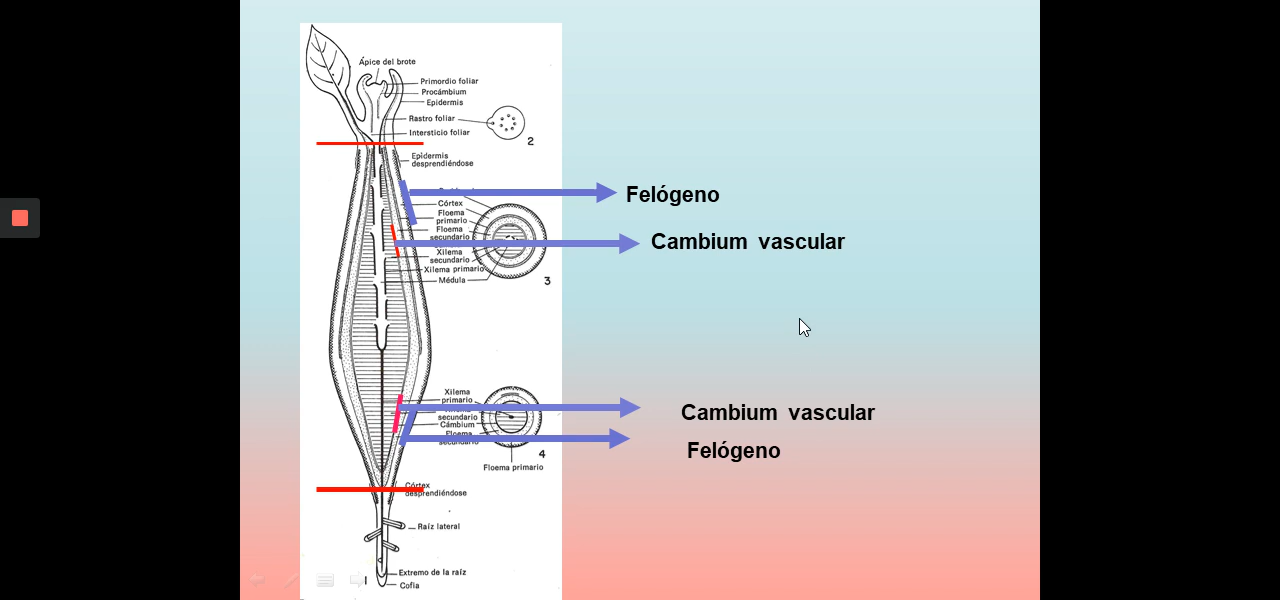 Ápice del brote
Primordio foliar
Procámbium
Epidermis
Rastro foliar
Intersticio foliar
2
Epidermis
desprendiéndose
Felógeno
Córtex
Floema
primario
Floema
secundario
Cambium vascular
Xilema
secundario
Xilema primario
Médula
3
Xilema
primario
Cambium vascular
secundario
Cámbium
Floema
secundario
Felógeno
4
Floema primario
Córtex
desprendiéndose
Raíz lateral
Extremo de la raíz
Cofia